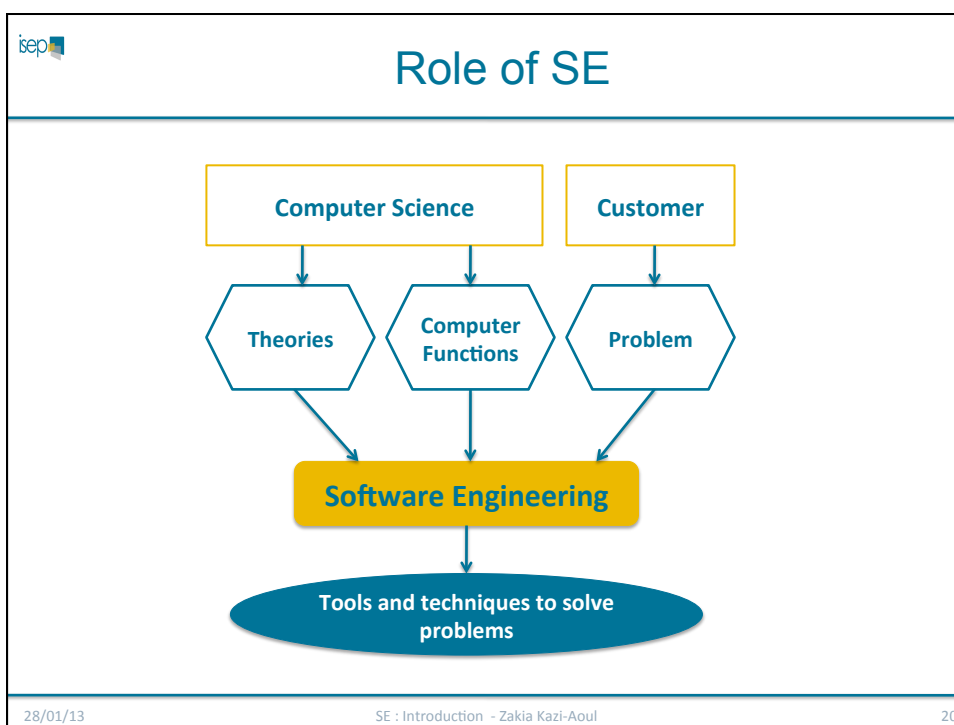 isep
Role of SE
Computer Science
Customer
Theories
Computer
Functions
Problem
Software Engineering
Tools and techniques to solve
problems
28/01/13
SE : Introduction - Zakia Kazi-Aoul
20